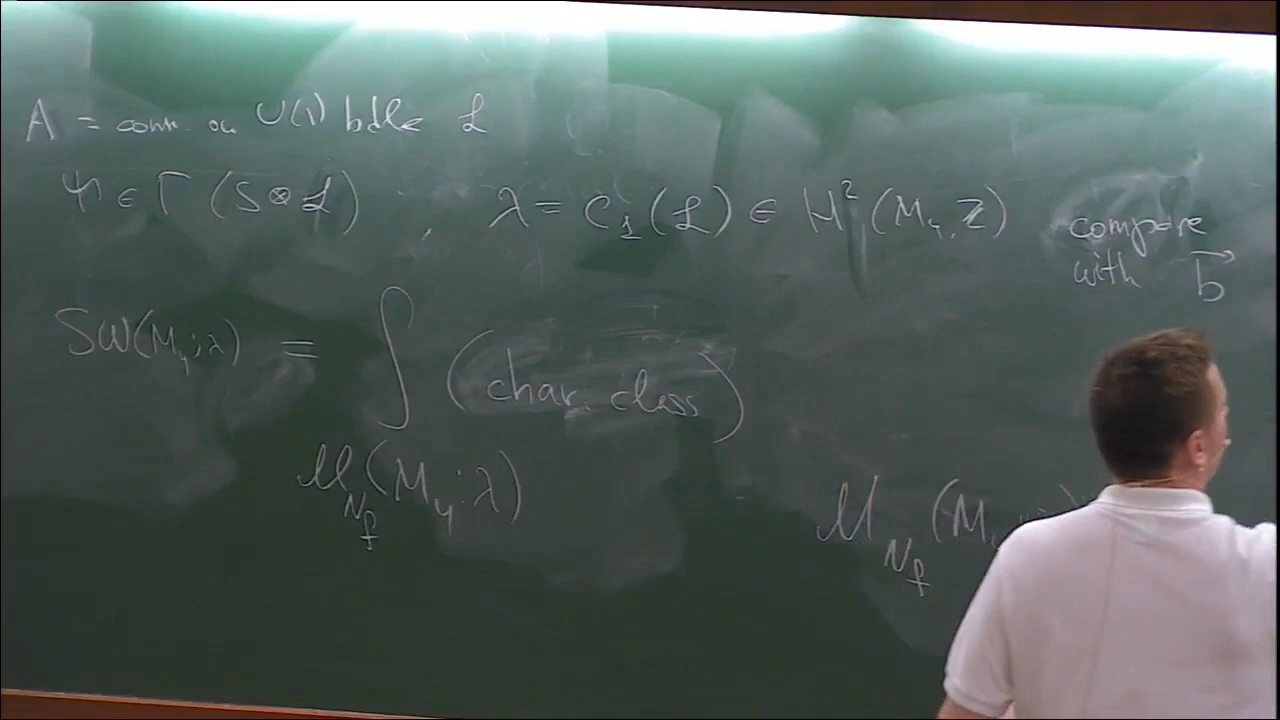 A = conn. on U(1) bdle ℒ
ψ ∈ Γ(S⊗ℒ) , λ = c₁(ℒ) ∈ H²(M₄, ℤ)
compare with b⃗
SW(M₄;λ) = ∫ (char. class)
ℳ_{N_f}(M₄;λ)
ℳ_{N_f}(M